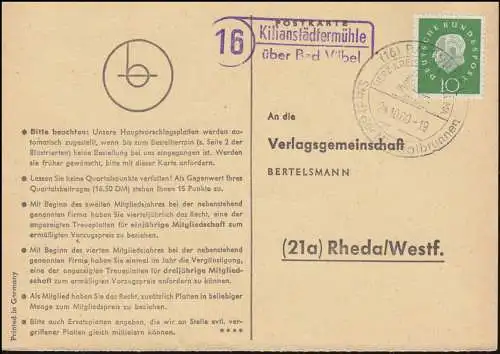 POSTKARTE
16
Kilianstädtermühle
über Bad Vilbel
DEUTSCHE BUNDESPOST
10
24.10.60-19
b
● Bitte beachten: Unsere Hauptvorschlagsplatten werden automatisch zugestellt, wenn bis zum Bestelltermin (s. Seite 2 der
Illustrierten) keine Bestellung bei uns eingegangen ist. Werden
sie früher gewünscht, bitte mit dieser Karte anfordern.
● Lassen Sie keine Quartalspunkte verfallen! Als Gegenwert Ihres
Quartalsbeitrages (16,50 DM) stehen Ihnen 15 Punkte zu.
● Mit Beginn des zweiten Mitgliedsjahres bei der nebenstehend
genannten Firma haben Sie vierteljährlich das Recht, eine der
angezeigten Treueplatten für einjährige Mitgliedschaft zum
ermäßigten Vorzugspreis zu beziehen.
● Mit Beginn des vierten Mitgliedsjahres bei der nebenstehend
genannten Firma haben Sie einmal im Jahr die Vergünstigung,
eine der angezeigten Treueplatten für dreijährige Mitgliedschaft zum ermäßigten Vorzugspreis anfordern zu können.
● Als Mitglied haben Sie das Recht, zusätzlich Platten in beliebiger
Menge zum Mitgliedspreis zu beziehen.
● Bitte auch Ersatzplatten angeben, die wir an Stelle evtl. vergriffener Platten gleich mitliefern können.
****
Printed in Germany
An die
Verlagsgemeinschaft
BERTELSMANN
(21a) Rheda/Westf.